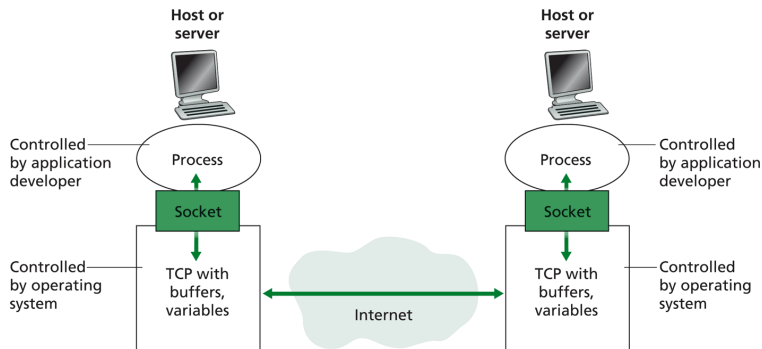 Host or
server
Host or
server
Controlled
by application
developer
Process
Process
Controlled
by application
developer
Socket
Socket
Controlled
by operating
system
TCP with
buffers,
variables
Internet
TCP with
buffers,
variables
Controlled
by operating
system